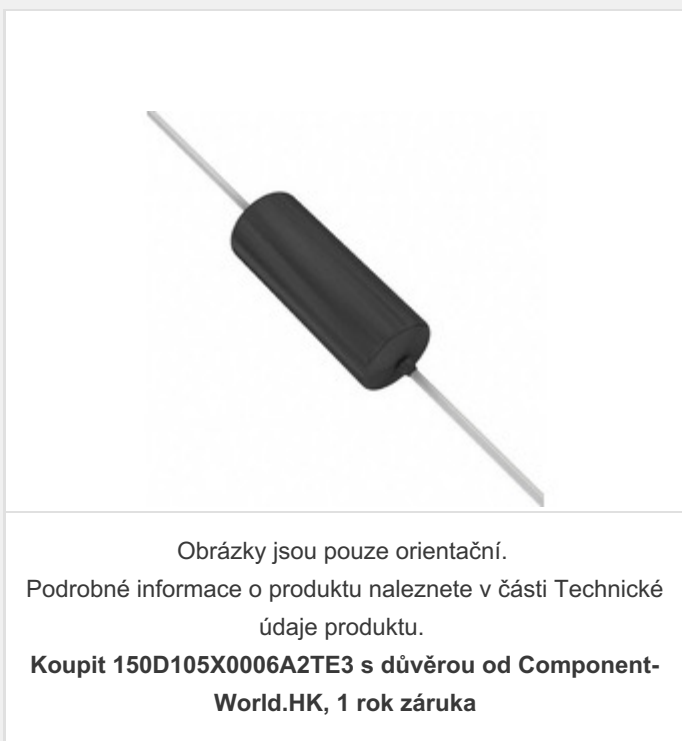 Obrázky jsou pouze orientační.
Podrobné informace o produktu naleznete v části Technické
údaje produktu.
Koupit 150D105X0006A2TE3 s důvěrou od Component-
World.HK, 1 rok záruka